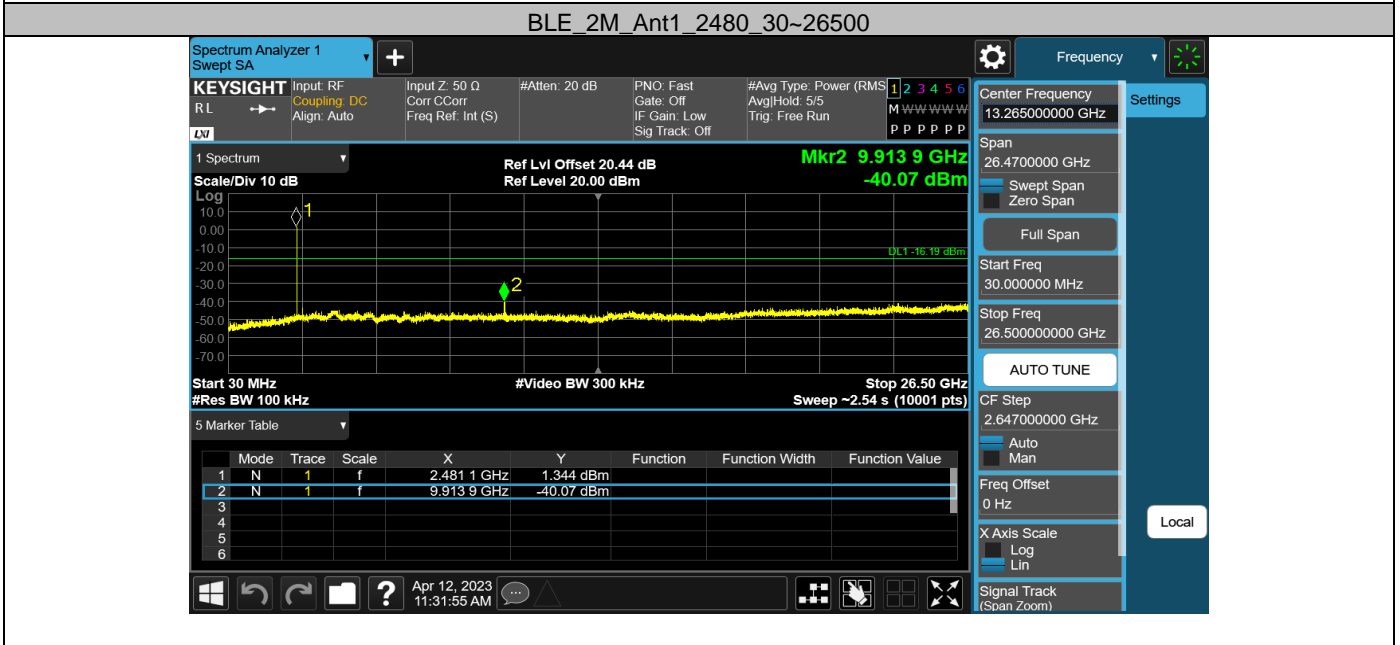 BLE_2M_Ant1_2480_30~26500
Spectrum Analyzer 1
Swept SA
+
Frequency
KEYSIGHT
RL
LXI
Input: RF
Coupling: DC
Align: Auto
Input Z: 50 Ω
Corr CCorr
Freq Ref: Int (S)
#Atten: 20 dB
PNO: Fast
Gate: Off
IF Gain: Low
Sig Track: Off
#Avg Type: Power (RMS
Avg|Hold: 5/5
Trig: Free Run
1 2 3 4 5 6
M W W W W W
P P P P P P
1 Spectrum
Scale/Div 10 dB
Ref Lvl Offset 20.44 dB
Ref Level 20.00 dBm
Mkr2 9.913 9 GHz
-40.07 dBm
Log
10.0
0.00
-10.0
-20.0
-30.0
-40.0
-50.0
-60.0
-70.0
1
2
DL1 -16.19 dBm
Start 30 MHz
#Video BW 300 kHz
Stop 26.50 GHz
#Res BW 100 kHz
Sweep ~2.54 s (10001 pts)
5 Marker Table
Mode Trace Scale X Y Function Function Width Function Value
1 N 1 f 2.481 1 GHz 1.344 dBm
2 N 1 f 9.913 9 GHz -40.07 dBm
3
4
5
6
?
Apr 12, 2023
11:31:55 AM
Center Frequency
13.265000000 GHz
Span
26.4700000 GHz
Swept Span
Zero Span
Full Span
Start Freq
30.000000 MHz
Stop Freq
26.500000000 GHz
AUTO TUNE
CF Step
2.647000000 GHz
Auto
Man
Freq Offset
0 Hz
X Axis Scale
Log
Lin
Signal Track
(Span Zoom)
Settings
Local